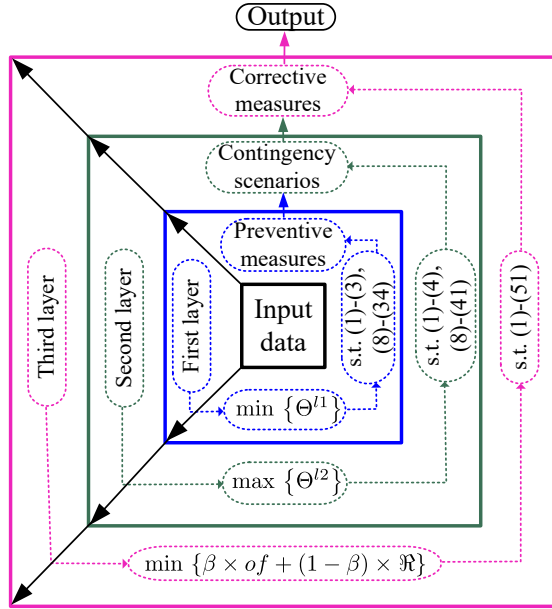 Output
Corrective
measures
Contingency
scenarios
Preventive
measures
Third layer
Second layer
First layer
Input
data
s.t. (1)-(3),
(8)-(34)
s.t. (1)-(4),
(8)-(41)
s.t. (1)-(51)
min {Θ^{l1}}
max {Θ^{l2}}
min {β × of + (1 − β) × ℜ}